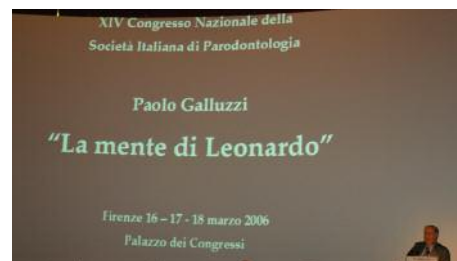 XIV Congresso Nazionale della
Società Italiana di Parodontologia
Paolo Galluzzi
"La mente di Leonardo"
Firenze 16 – 17 - 18 marzo 2006
Palazzo dei Congressi